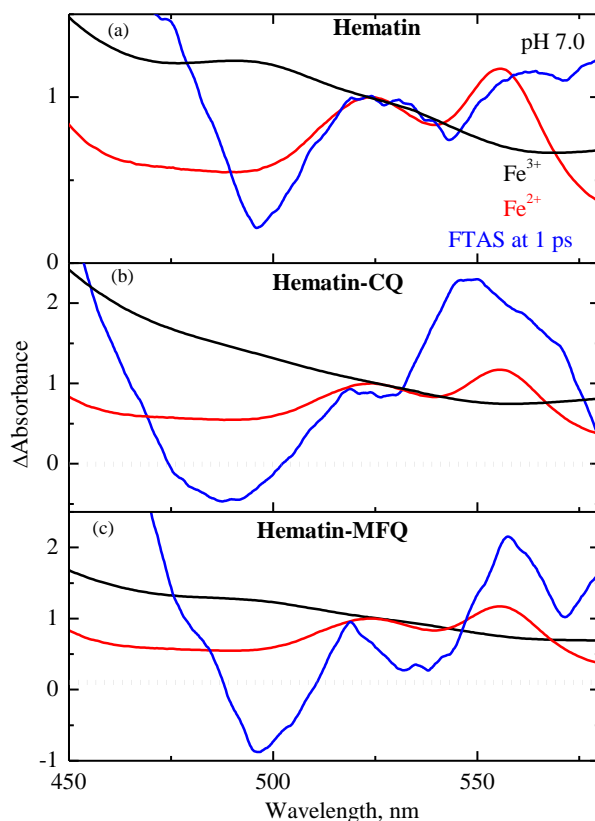 (a)
Hematin
pH 7.0
1
Fe³⁺
Fe²⁺
FTAS at 1 ps
0
(b)
Hematin-CQ
2
1
0
ΔAbsorbance
(c)
Hematin-MFQ
2
1
0
-1
450 500 550
Wavelength, nm